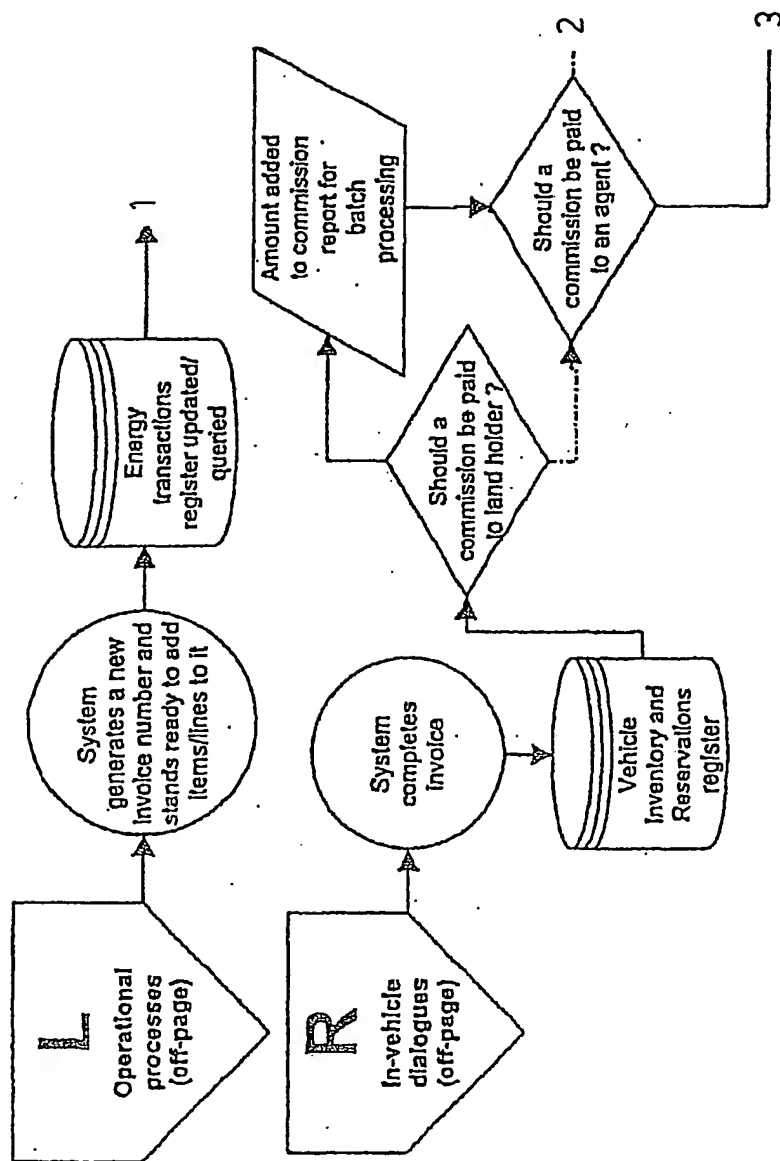 L
Operational
processes
(off-page)
System
generates a new
invoice number and
stands ready to add
items/lines to it
Energy
transactions
register updated/
queried
1
R
In-vehicle
dialogues
(off-page)
System
completes
invoice
Vehicle
Inventory and
Reservations
register
Should a
commission be paid
to land holder ?
Amount added
to commission
report for
batch
processing
Should a
commission be paid
to an agent ?
2
3